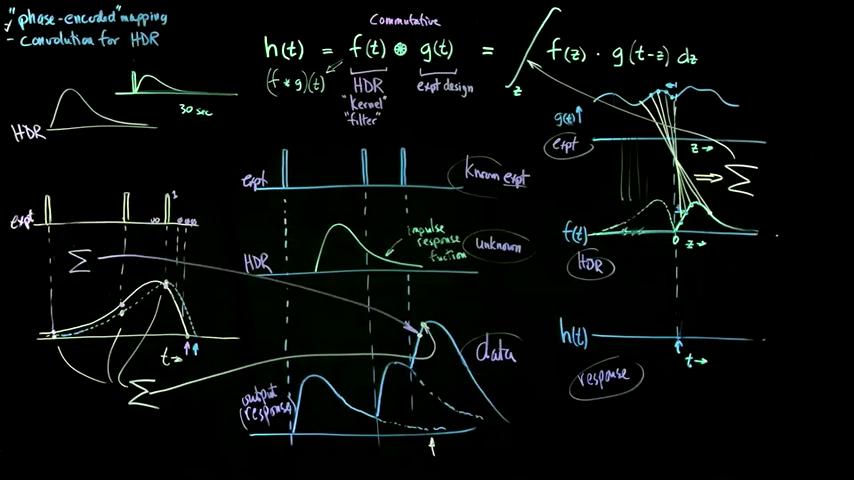 "phase-encoded" mapping
- convolution for HDR
Commutative
h(t) = f(t) ⊛ g(t) = ∫ f(z) · g(t-z) dz
z
(f * g)(t)
HDR
"kernel"
"filter"
expt design
30 sec
HDR
g(t)
z →
expt
Σ
expt
known expt
expt
1
HDR
impulse
response
function
unknown
f(t)
0
z →
HDR
Σ
t →
Σ
data
output
(response)
h(t)
t →
response